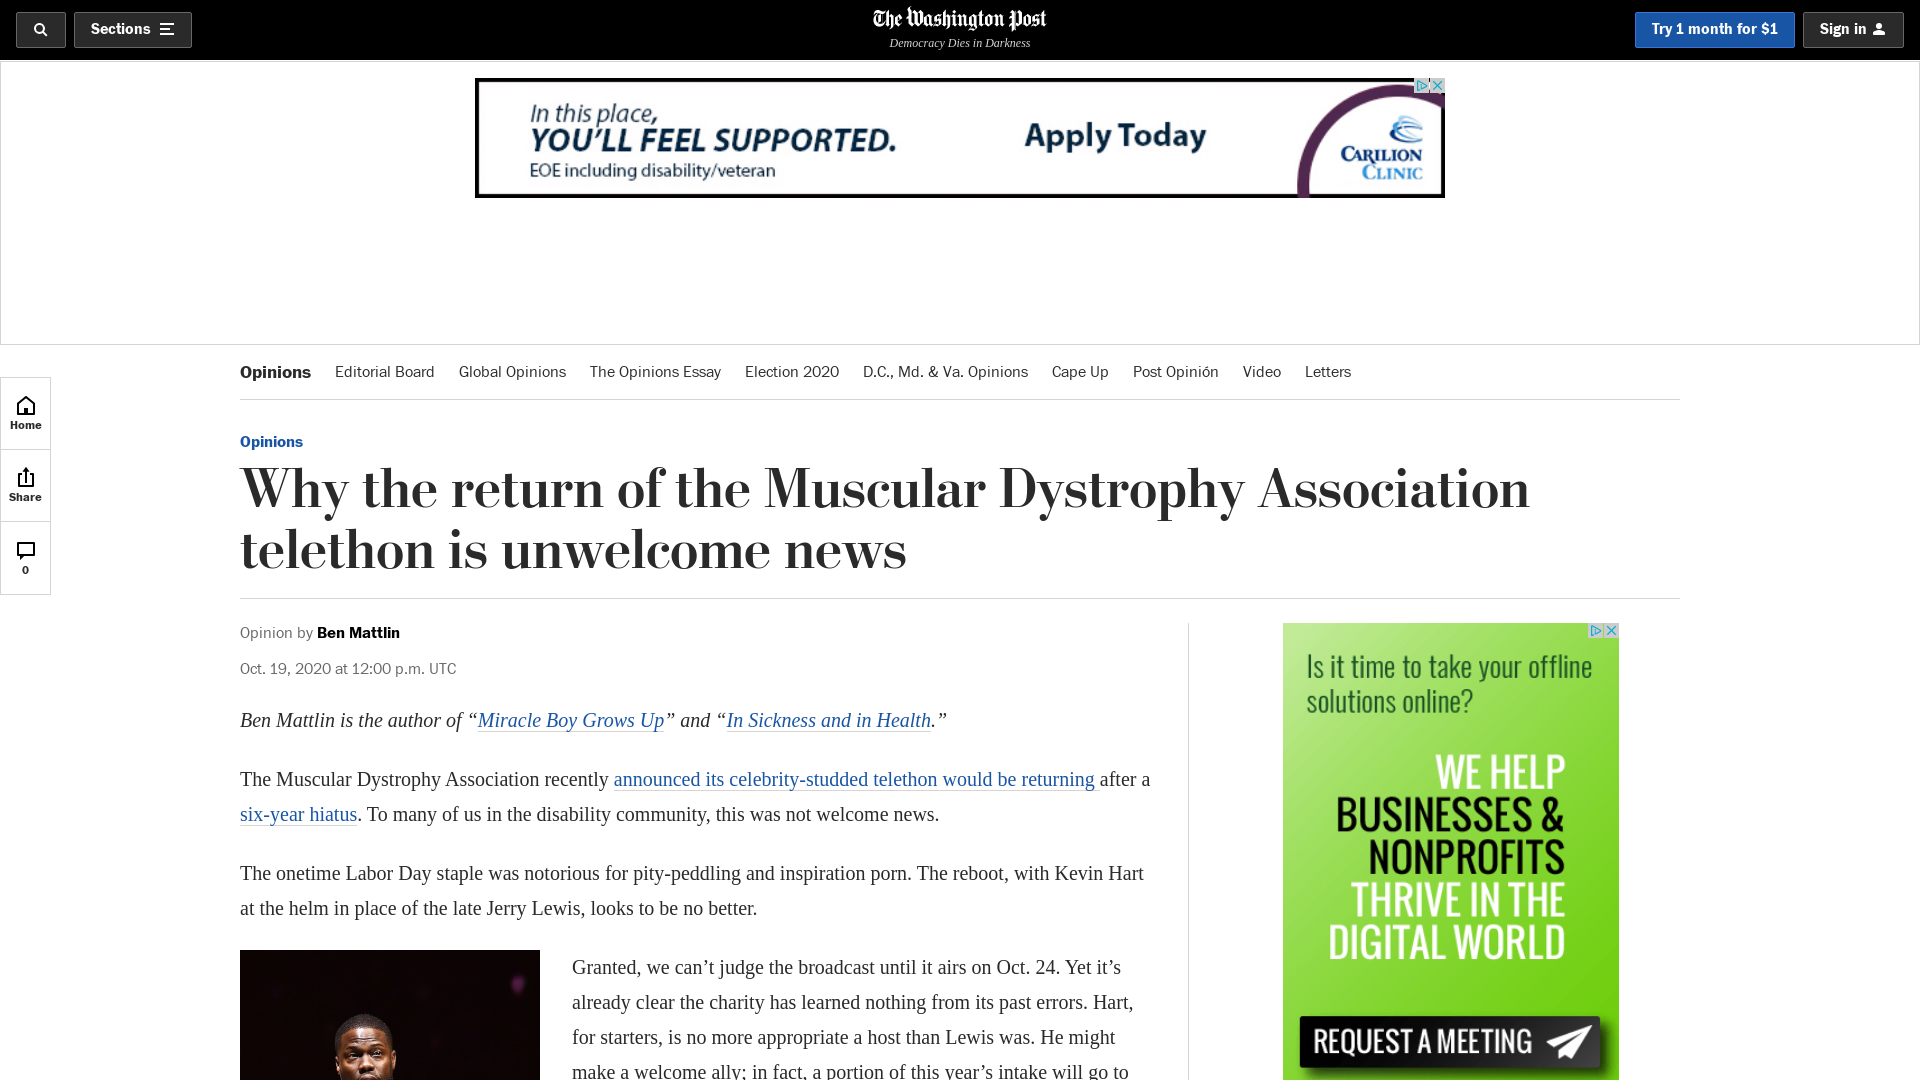 Sections
The Washington Post
Democracy Dies in Darkness
Try 1 month for $1
Sign in
In this place,
YOU'LL FEEL SUPPORTED.
EOE including disability/veteran
Apply Today
CARILION
CLINIC
Opinions
Editorial Board
Global Opinions
The Opinions Essay
Election 2020
D.C., Md. & Va. Opinions
Cape Up
Post Opinión
Video
Letters
Home
Share
0
Opinions
Why the return of the Muscular Dystrophy Association
telethon is unwelcome news
Opinion by Ben Mattlin
Oct. 19, 2020 at 12:00 p.m. UTC
Ben Mattlin is the author of “Miracle Boy Grows Up” and “In Sickness and in Health.”
The Muscular Dystrophy Association recently announced its celebrity-studded telethon would be returning after a
six-year hiatus. To many of us in the disability community, this was not welcome news.
The onetime Labor Day staple was notorious for pity-peddling and inspiration porn. The reboot, with Kevin Hart
at the helm in place of the late Jerry Lewis, looks to be no better.
Granted, we can’t judge the broadcast until it airs on Oct. 24. Yet it’s
already clear the charity has learned nothing from its past errors. Hart,
for starters, is no more appropriate a host than Lewis was. He might
make a welcome ally; in fact, a portion of this year’s intake will go to
Is it time to take your offline
solutions online?
WE HELP
BUSINESSES &
NONPROFITS
THRIVE IN THE
DIGITAL WORLD
REQUEST A MEETING